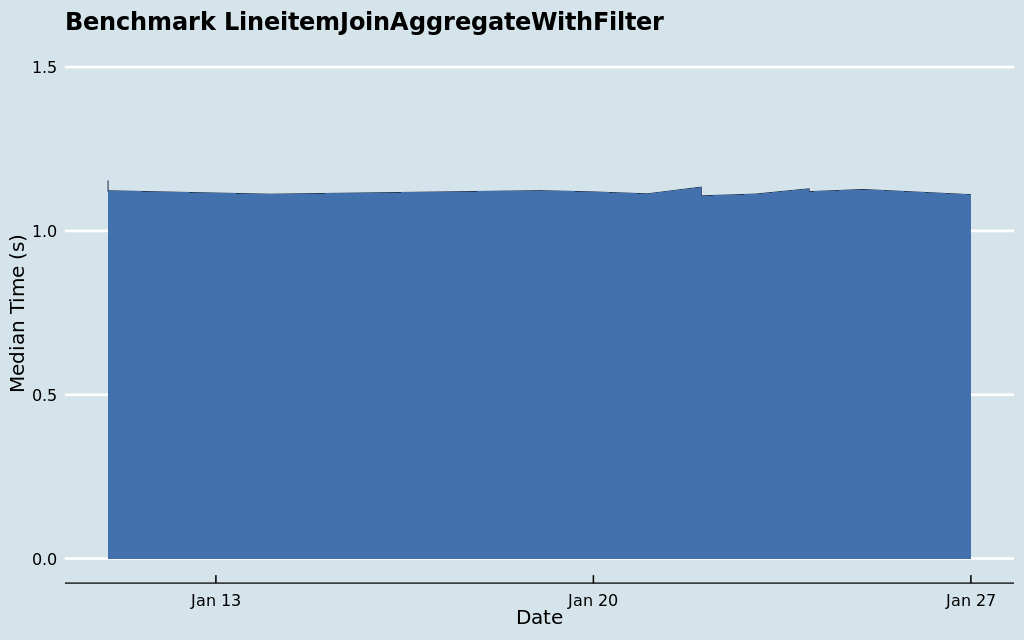 Benchmark LineitemJoinAggregateWithFilter
1.5
1.0
0.5
0.0
Median Time (s)
Jan 13
Jan 20
Jan 27
Date